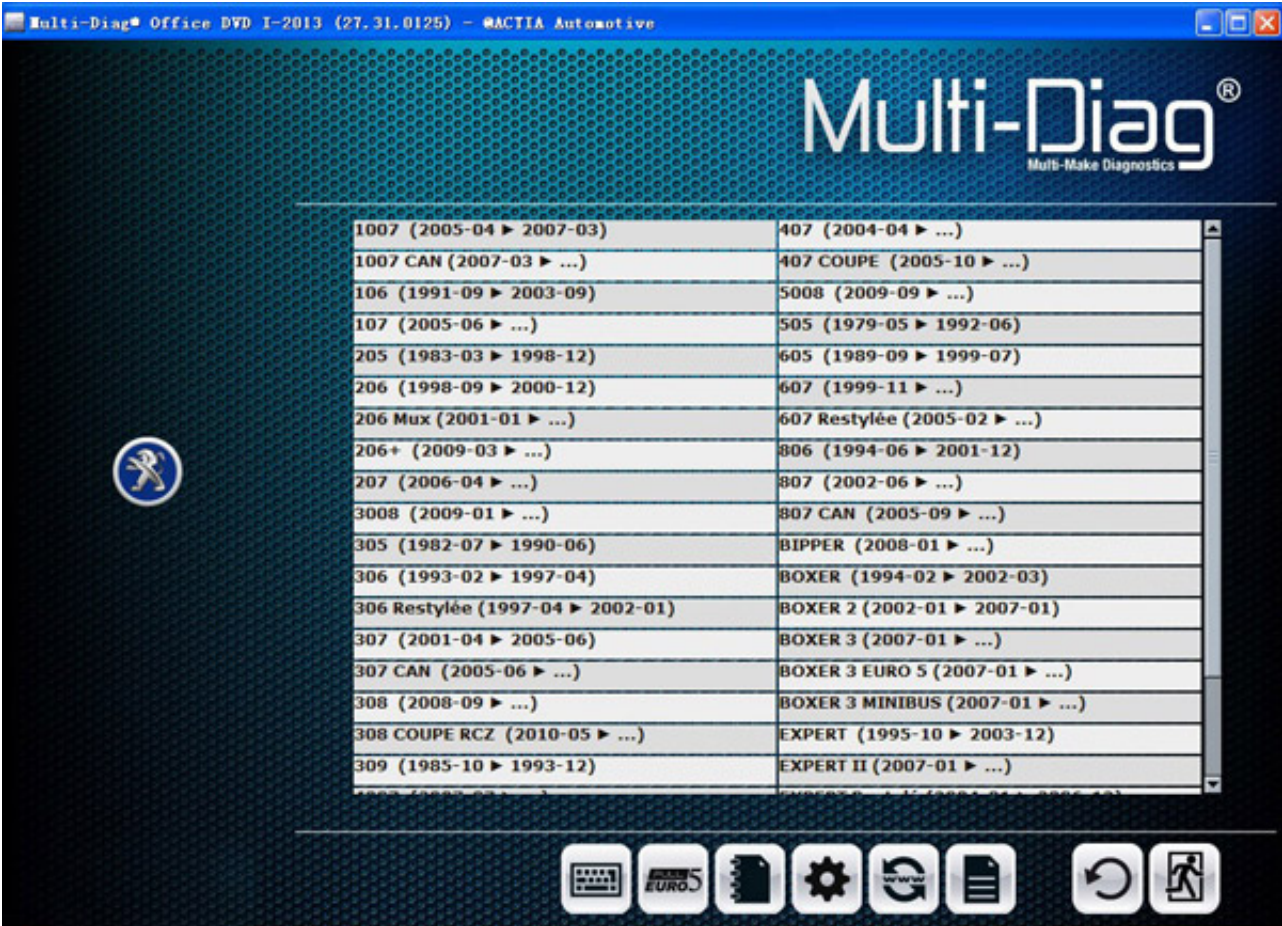 Multi-Diag® Office DVD I-2013 (27.31.0125) - @ACTIA Automotive
Multi-Diag®
Multi-Make Diagnostics
1007 (2005-04 ► 2007-03)
407 (2004-04 ► ...)
1007 CAN (2007-03 ► ...)
407 COUPE (2005-10 ► ...)
106 (1991-09 ► 2003-09)
5008 (2009-09 ► ...)
107 (2005-06 ► ...)
505 (1979-05 ► 1992-06)
205 (1983-03 ► 1998-12)
605 (1989-09 ► 1999-07)
206 (1998-09 ► 2000-12)
607 (1999-11 ► ...)
206 Mux (2001-01 ► ...)
607 Restylée (2005-02 ► ...)
206+ (2009-03 ► ...)
806 (1994-06 ► 2001-12)
207 (2006-04 ► ...)
807 (2002-06 ► ...)
3008 (2009-01 ► ...)
807 CAN (2005-09 ► ...)
305 (1982-07 ► 1990-06)
BIPPER (2008-01 ► ...)
306 (1993-02 ► 1997-04)
BOXER (1994-02 ► 2002-03)
306 Restylée (1997-04 ► 2002-01)
BOXER 2 (2002-01 ► 2007-01)
307 (2001-04 ► 2005-06)
BOXER 3 (2007-01 ► ...)
307 CAN (2005-06 ► ...)
BOXER 3 EURO 5 (2007-01 ► ...)
308 (2008-09 ► ...)
BOXER 3 MINIBUS (2007-01 ► ...)
308 COUPE RCZ (2010-05 ► ...)
EXPERT (1995-10 ► 2003-12)
309 (1985-10 ► 1993-12)
EXPERT II (2007-01 ► ...)
FULL
EURO5
www